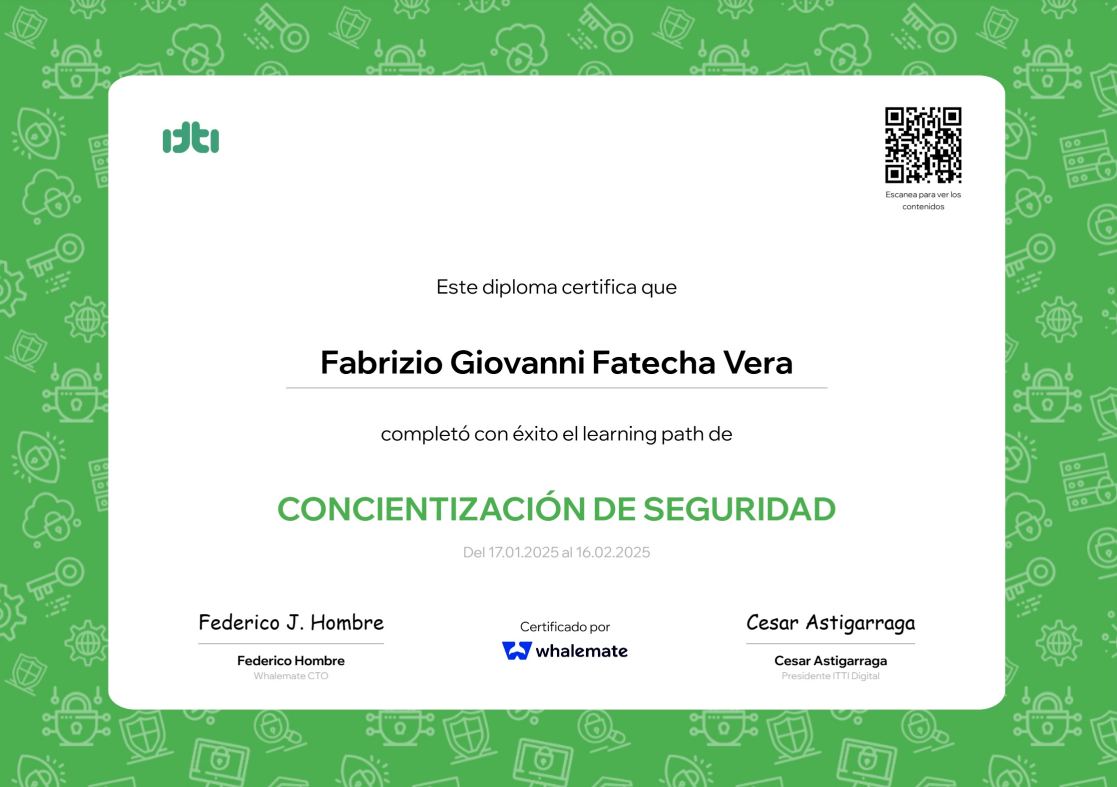 itti
Escanea para ver los
contenidos
Este diploma certifica que
Fabrizio Giovanni Fatecha Vera
completó con éxito el learning path de
CONCIENTIZACIÓN DE SEGURIDAD
Del 17.01.2025 al 16.02.2025
Federico J. Hombre
Federico Hombre
Whalemate CTO
Certificado por
whalemate
Cesar Astigarraga
Cesar Astigarraga
Presidente ITTI Digital